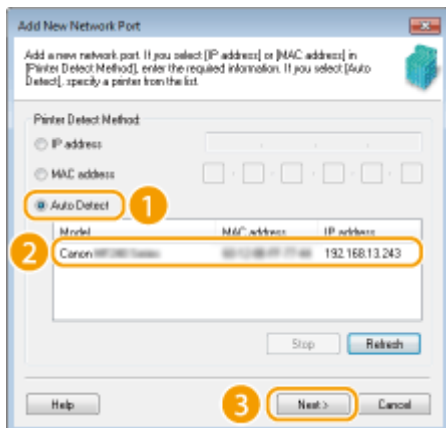 Add New Network Port
Add a new network port. If you select [IP address] or [MAC address] in
[Printer Detect Method], enter the required information. If you select [Auto
Detect], specify a printer from the list.
Printer Detect Method:
IP address
MAC address
Auto Detect 1
Model MAC address IP address
2 Canon 192.168.13.243
Stop Refresh
Help 3 Next > Cancel